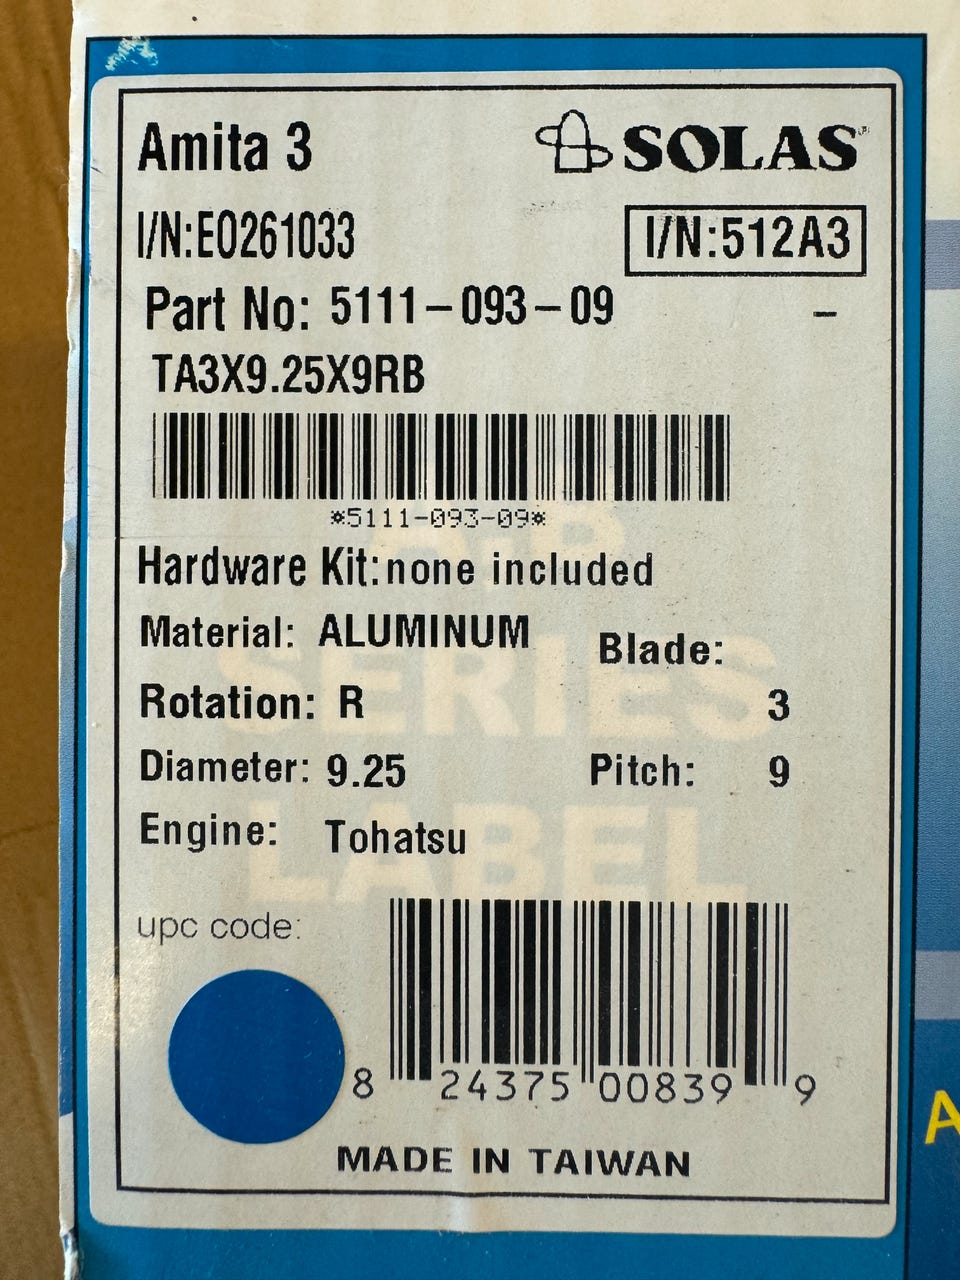 Amita 3
SOLAS
I/N:E0261033
I/N:512A3
Part No: 5111-093-09 -
TA3X9.25X9RB
*5111-093-09*
Hardware Kit:none included
Material: ALUMINUM
Blade:
Rotation: R
3
Diameter: 9.25
Pitch: 9
Engine: Tohatsu
upc code:
8 24375 00839 9
MADE IN TAIWAN
SERIES
LABEL
A